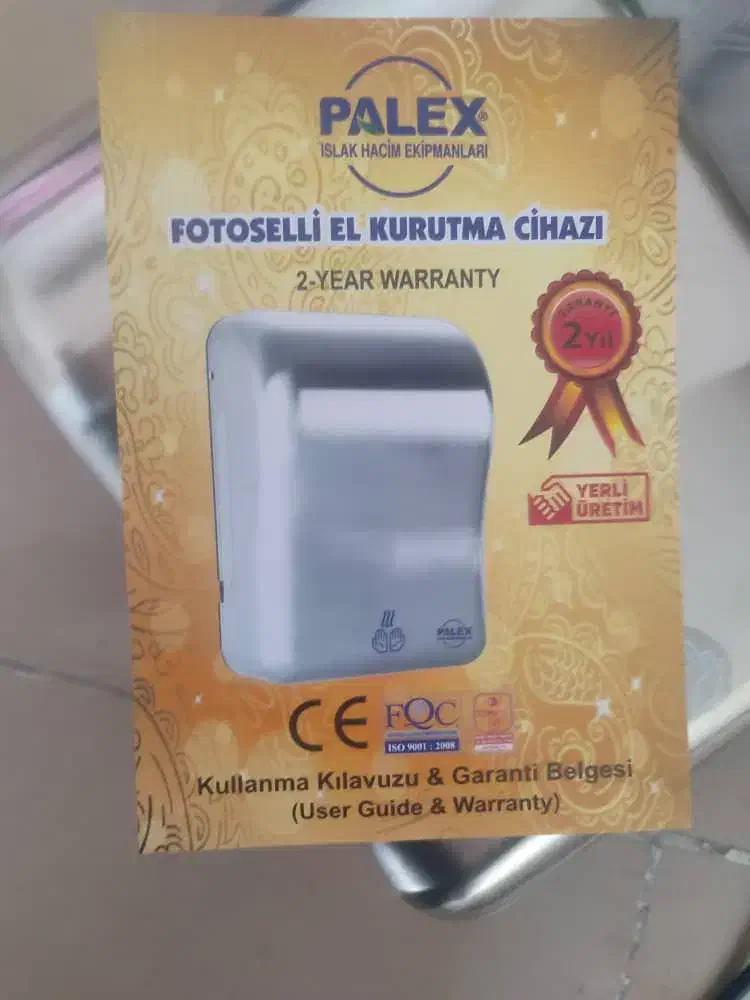 PALEX®
ISLAK HACİM EKİPMANLARI
FOTOSELLİ EL KURUTMA CİHAZI
2-YEAR WARRANTY
GARANTİ
2 Yıl
YERLİ
ÜRETİM
PALEX
CE
FQC
ISO 9001 : 2008
Kullanma Kılavuzu & Garanti Belgesi
(User Guide & Warranty)